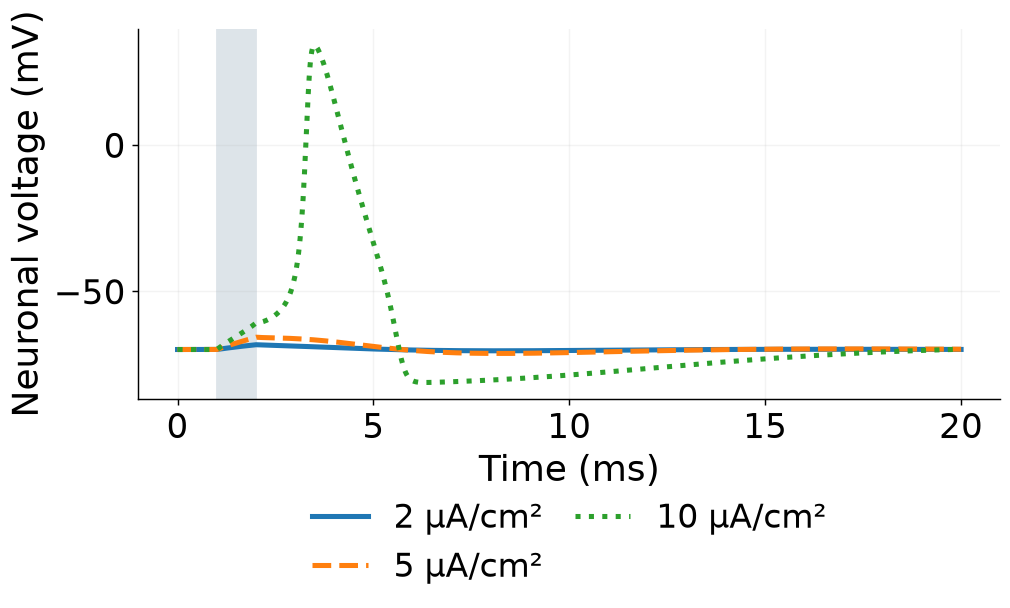 Neuronal voltage (mV)
0
−50
0 5 10 15 20
Time (ms)
2 µA/cm² 10 µA/cm²
5 µA/cm²